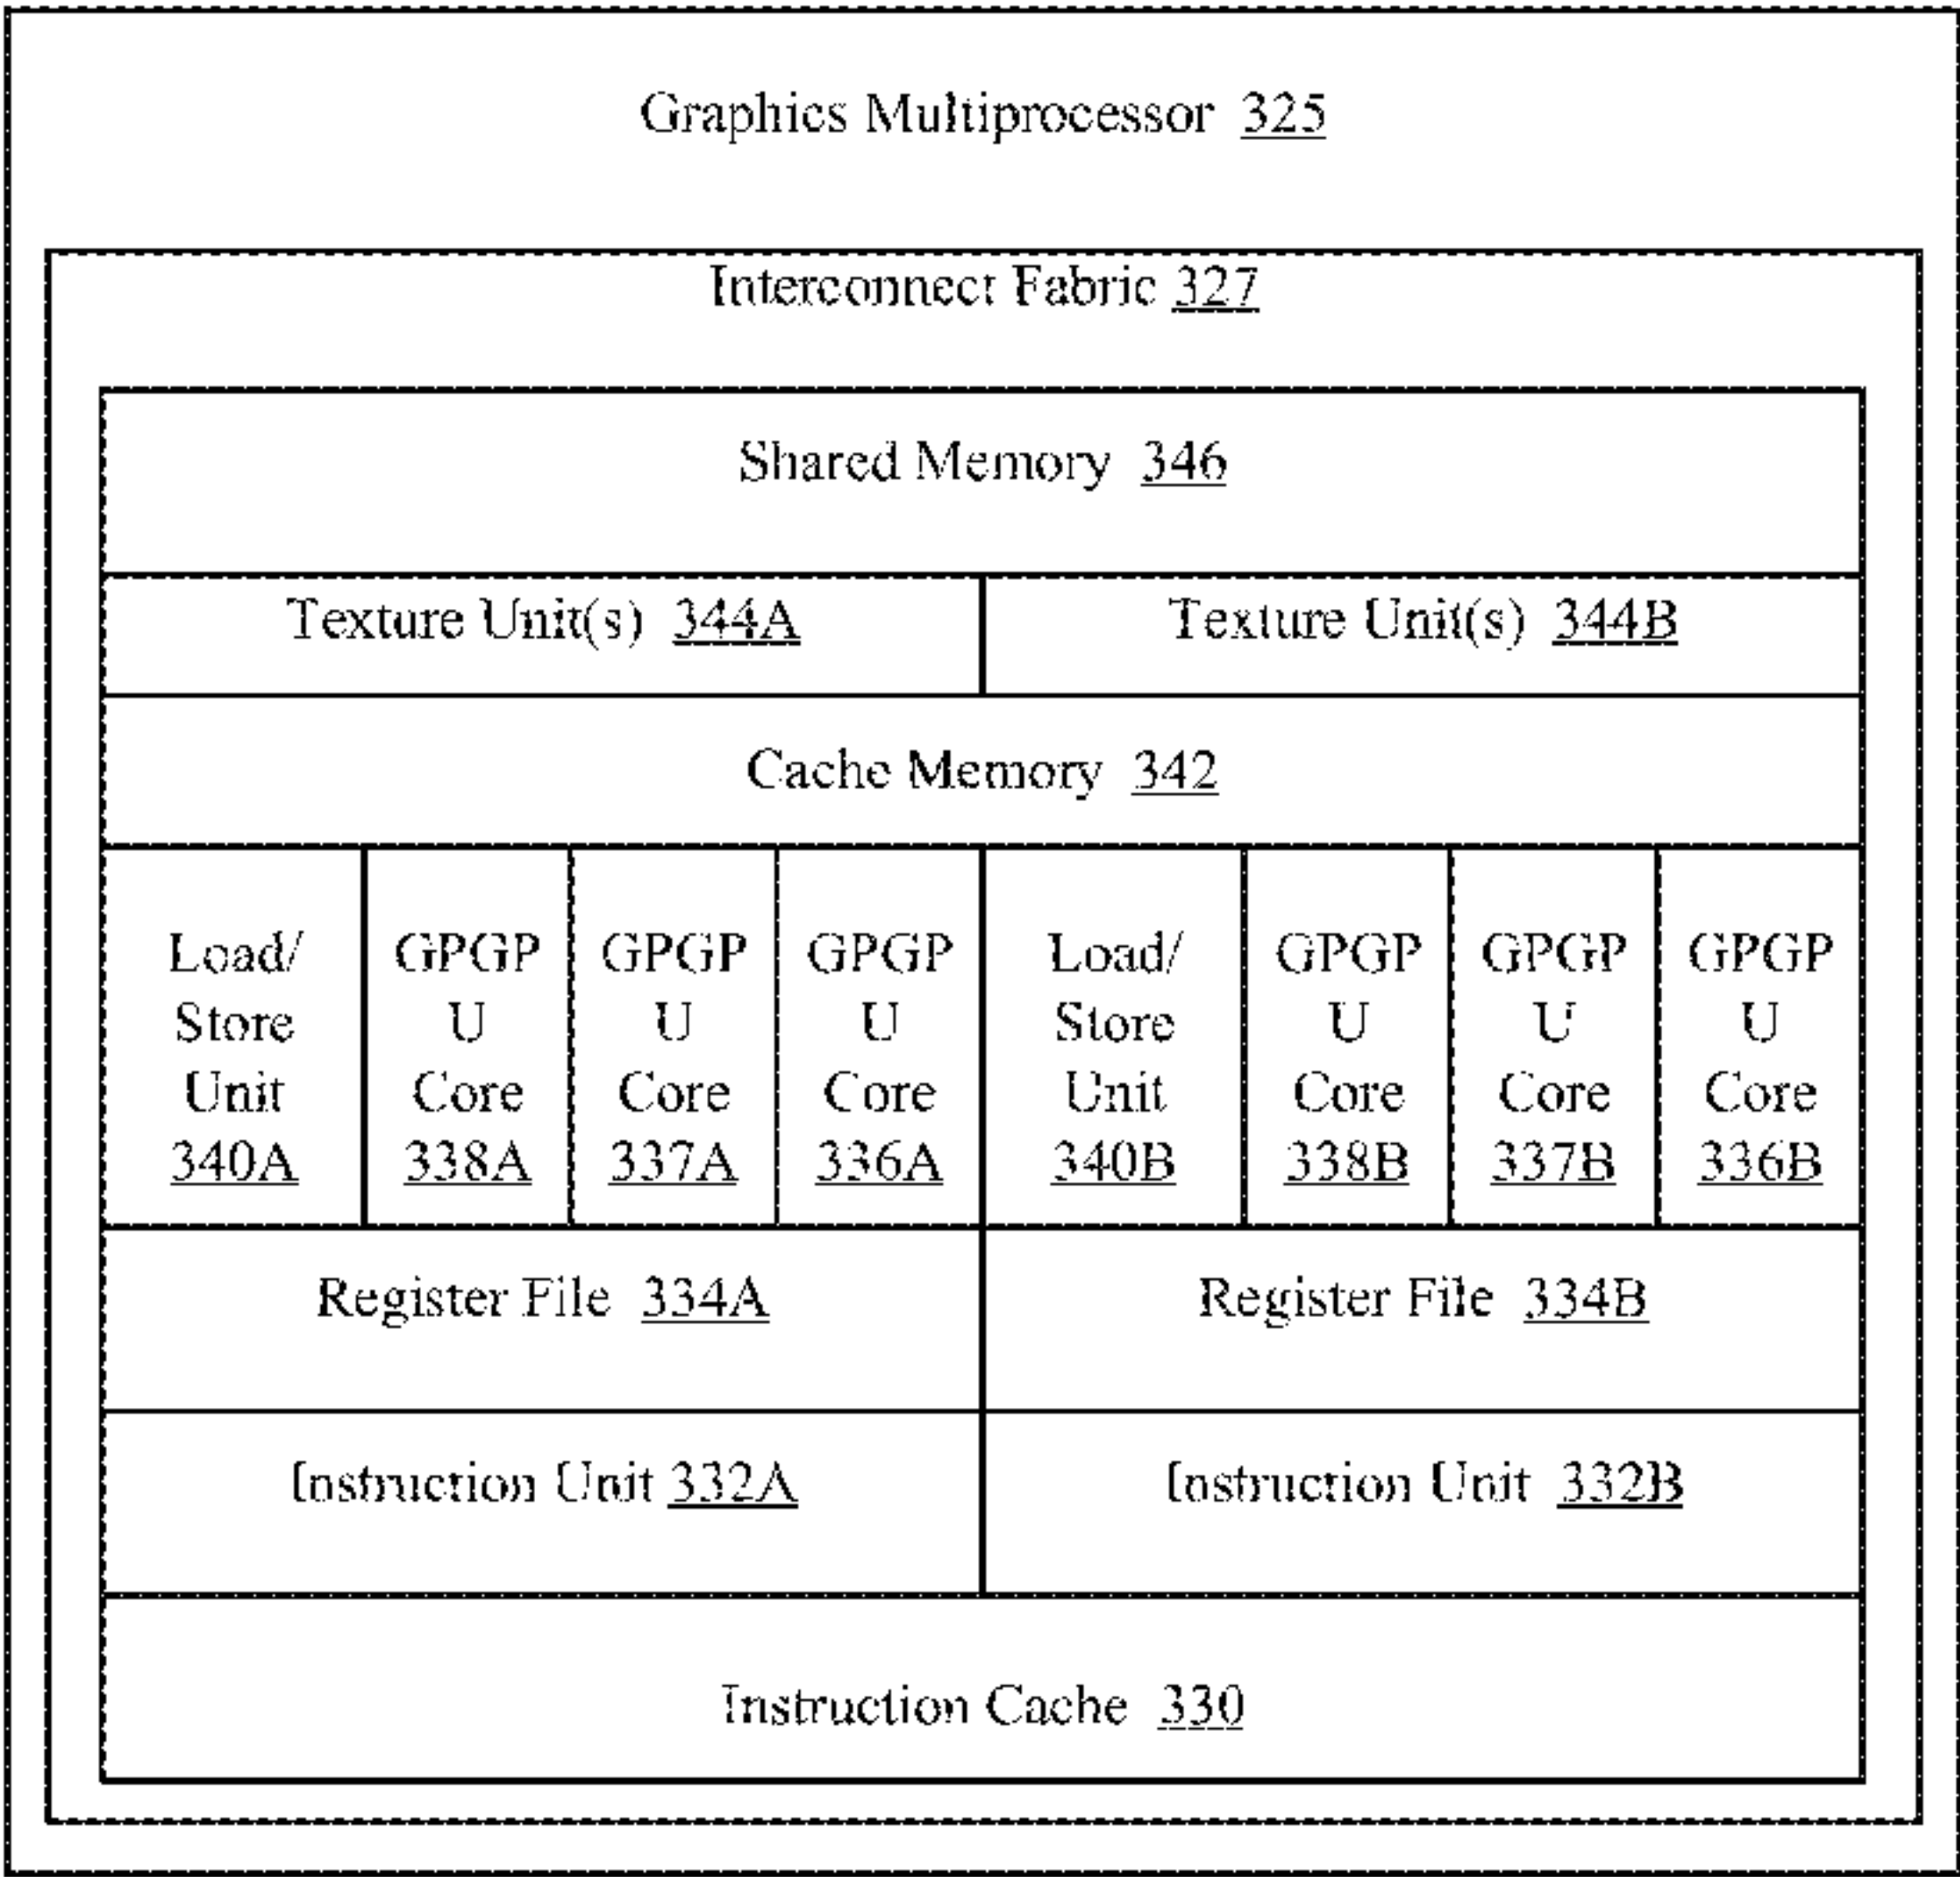 Graphics Multiprocessor 325
Interconnect Fabric 327
Shared Memory 346
Texture Unit(s) 344A
Texture Unit(s) 344B
Cache Memory 342
Load/
Store
Unit
340A
GPGP
U
Core
338A
GPGP
U
Core
337A
GPGP
U
Core
336A
Load/
Store
Unit
340B
GPGP
U
Core
338B
GPGP
U
Core
337B
GPGP
U
Core
336B
Register File 334A
Register File 334B
Instruction Unit 332A
Instruction Unit 332B
Instruction Cache 330